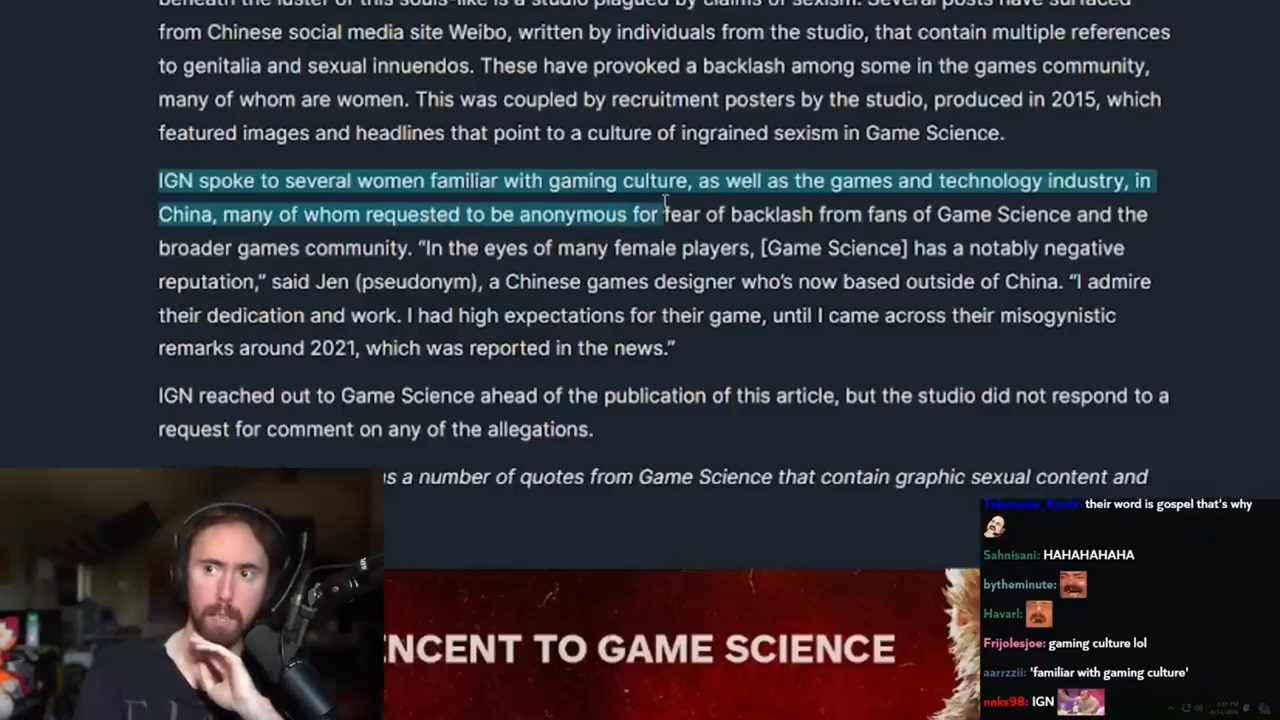 beneath the luster of this souls-like is a studio plagued by claims of sexism. Several posts have surfaced
from Chinese social media site Weibo, written by individuals from the studio, that contain multiple references
to genitalia and sexual innuendos. These have provoked a backlash among some in the games community,
many of whom are women. This was coupled by recruitment posters by the studio, produced in 2015, which
featured images and headlines that point to a culture of ingrained sexism in Game Science.
IGN spoke to several women familiar with gaming culture, as well as the games and technology industry, in
China, many of whom requested to be anonymous for fear of backlash from fans of Game Science and the
broader games community. “In the eyes of many female players, [Game Science] has a notably negative
reputation,” said Jen (pseudonym), a Chinese games designer who’s now based outside of China. “I admire
their dedication and work. I had high expectations for their game, until I came across their misogynistic
remarks around 2021, which was reported in the news.”
IGN reached out to Game Science ahead of the publication of this article, but the studio did not respond to a
request for comment on any of the allegations.
a number of quotes from Game Science that contain graphic sexual content and
ENCENT TO GAME SCIENCE
their word is gospel that's why
Sahnisani: HAHAHAHAHA
bytheminute:
Havarl:
Frijolesjoe: gaming culture lol
aarrzzii: 'familiar with gaming culture'
nnks98: IGN